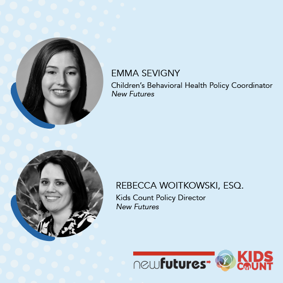 EMMA SEVIGNY
Children's Behavioral Health Policy Coordinator
New Futures
REBECCA WOITKOWSKI, ESQ.
Kids Count Policy Director
New Futures
newfutures
KIDS
COUNT